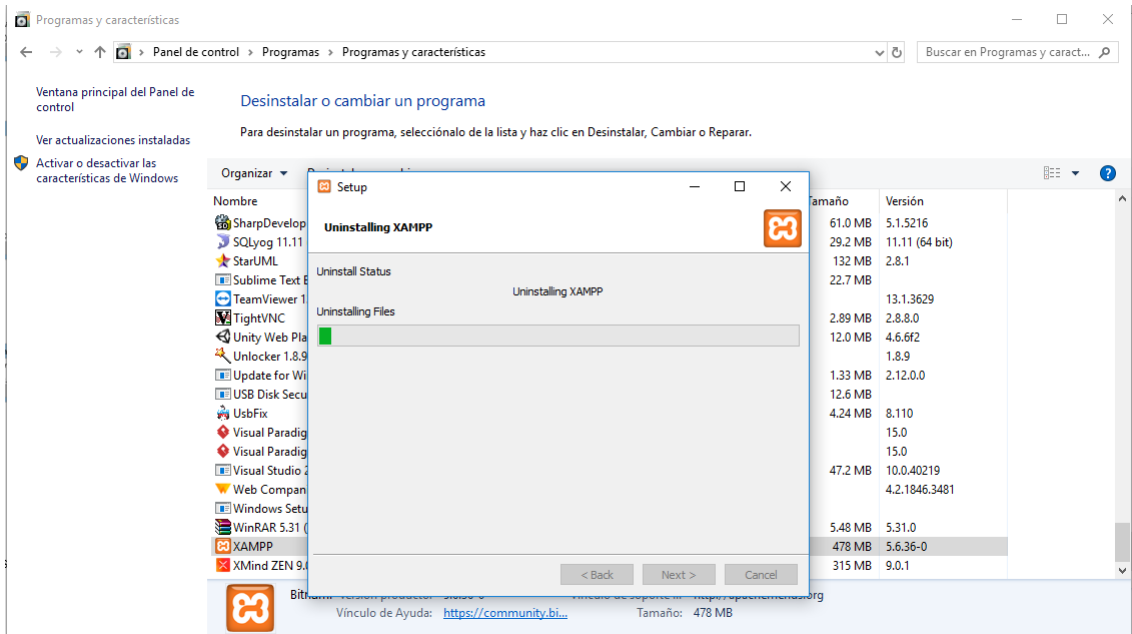 Programas y características
Panel de control > Programas > Programas y características
Buscar en Programas y caract...
Ventana principal del Panel de
control
Ver actualizaciones instaladas
Activar o desactivar las
características de Windows
Desinstalar o cambiar un programa
Para desinstalar un programa, selecciónalo de la lista y haz clic en Desinstalar, Cambiar o Reparar.
Organizar
Nombre Tamaño Versión
SharpDevelop 61.0 MB 5.1.5216
SQLyog 11.11 29.2 MB 11.11 (64 bit)
StarUML 132 MB 2.8.1
Sublime Text 22.7 MB
TeamViewer 1 13.1.3629
TightVNC 2.89 MB 2.8.8.0
Unity Web Pla 12.0 MB 4.6.6f2
Unlocker 1.8.9 1.8.9
Update for Wi 1.33 MB 2.12.0.0
USB Disk Secu 12.6 MB
UsbFix 4.24 MB 8.110
Visual Paradig 15.0
Visual Paradig 15.0
Visual Studio 2 47.2 MB 10.0.40219
Web Compan 4.2.1846.3481
Windows Setu
WinRAR 5.31 ( 5.48 MB 5.31.0
XAMPP 478 MB 5.6.36-0
XMind ZEN 9.0 315 MB 9.0.1
Setup
Uninstalling XAMPP
Uninstall Status
Uninstalling XAMPP
Uninstalling Files
< Back Next > Cancel
Vínculo de Ayuda: https://community.bi... Tamaño: 478 MB